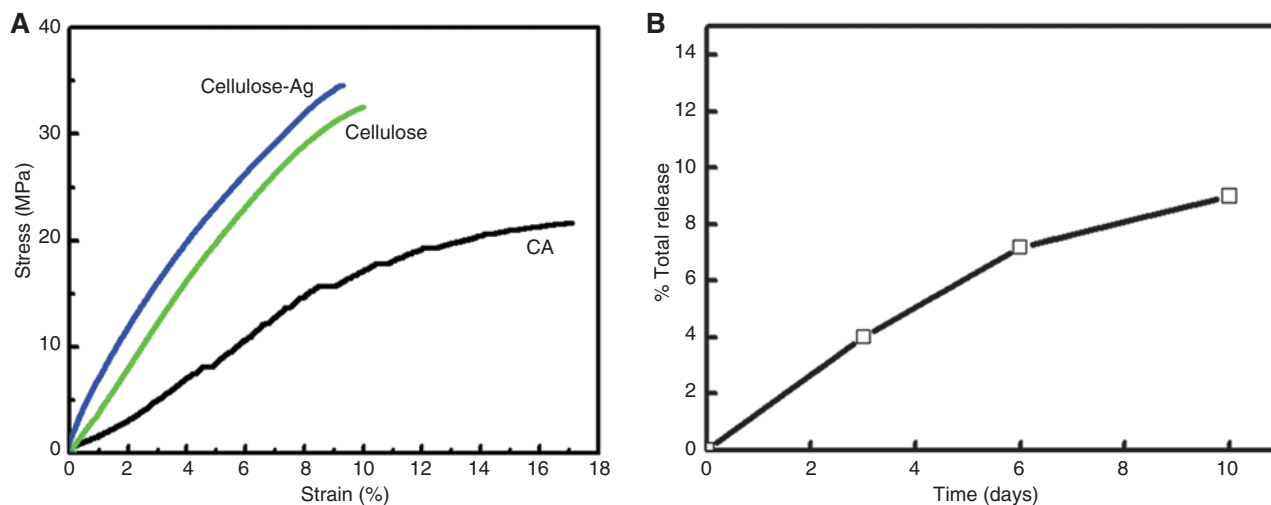 A
40
30
20
10
0
Stress (MPa)
Cellulose-Ag
Cellulose
CA
0 2 4 6 8 10 12 14 16 18
Strain (%)
B
14
12
10
8
6
4
2
0
% Total release
0 2 4 6 8 10
Time (days)